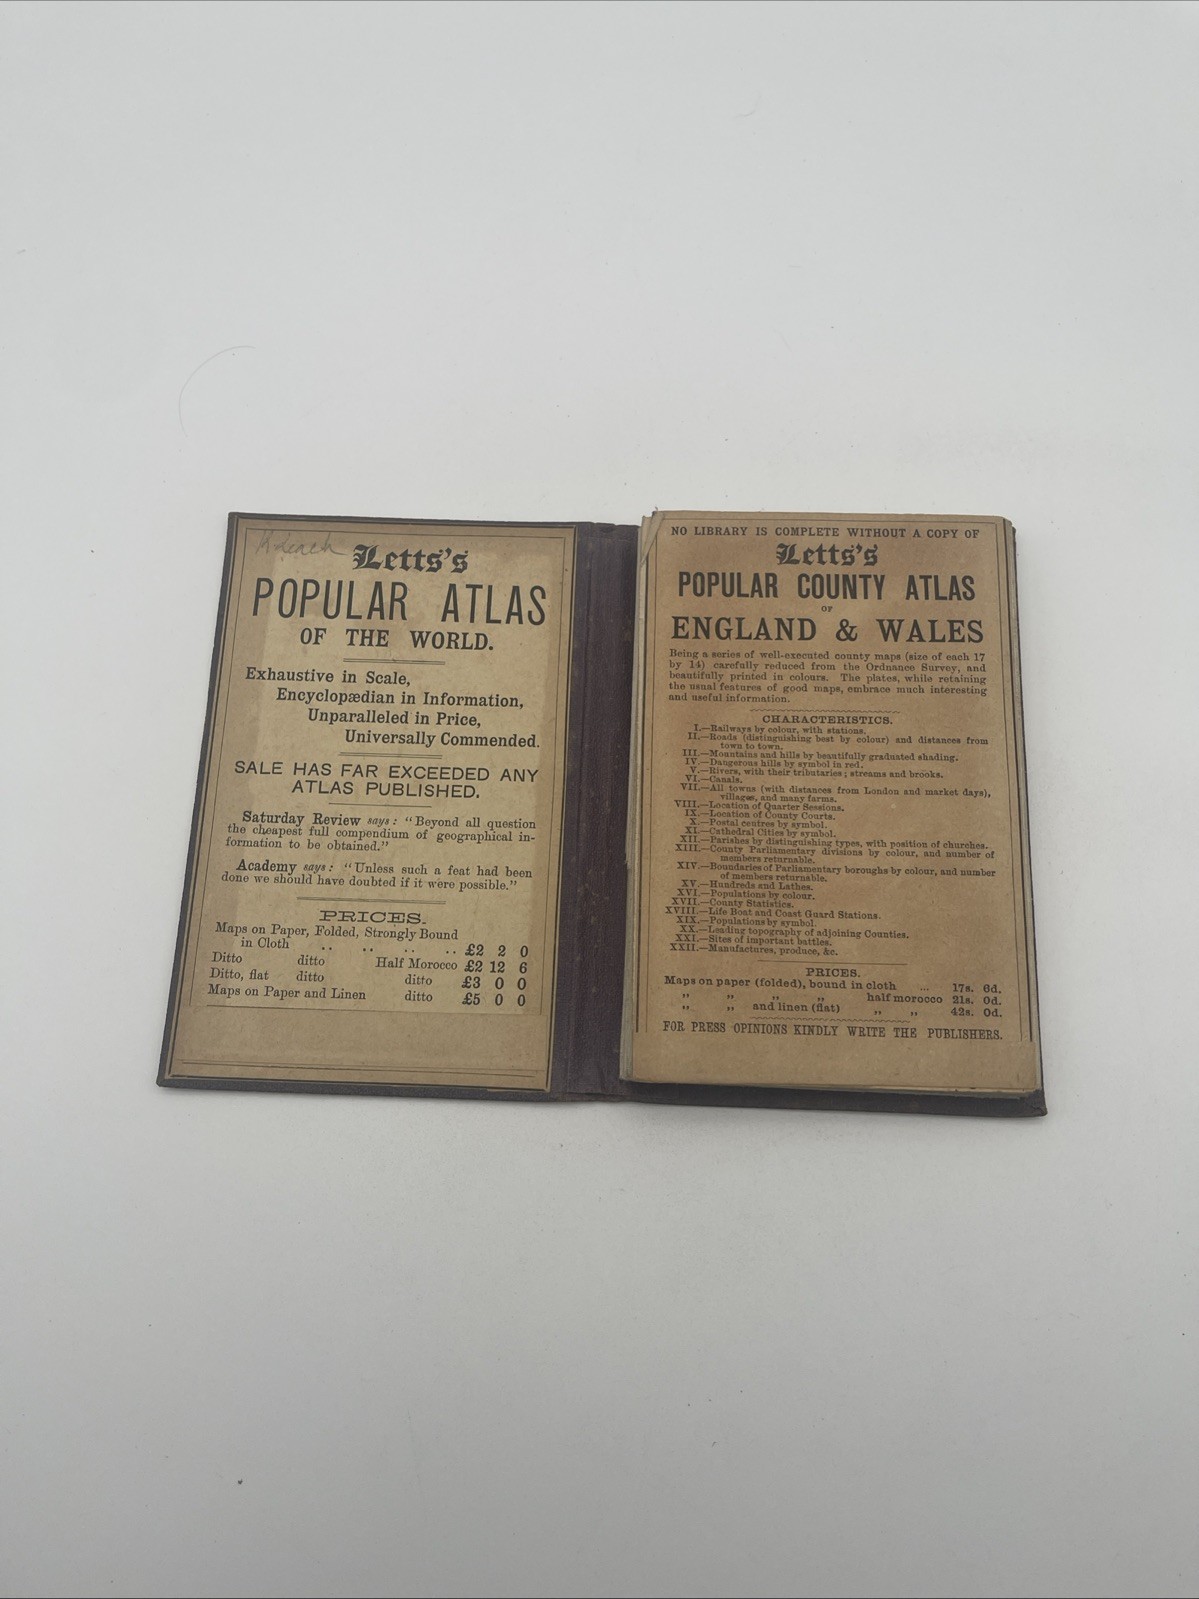 Letts's
POPULAR ATLAS
OF THE WORLD.
Exhaustive in Scale,
Encyclopædian in Information,
Unparalleled in Price,
Universally Commended.
SALE HAS FAR EXCEEDED ANY
ATLAS PUBLISHED.
Saturday Review says: "Beyond all question
the cheapest full compendium of geographical in-
formation to be obtained."
Academy says: "Unless such a feat had been
done we should have doubted if it were possible."
PRICES.
Maps on Paper, Folded, Strongly Bound
in Cloth .. .. .. £2 2 0
Ditto ditto Half Morocco £2 12 6
Ditto, flat ditto ditto £3 0 0
Maps on Paper and Linen ditto £5 0 0
NO LIBRARY IS COMPLETE WITHOUT A COPY OF
Letts's
POPULAR COUNTY ATLAS
OF
ENGLAND & WALES
Being a series of well-executed county maps (size of each 17
by 14) carefully reduced from the Ordnance Survey, and
beautifully printed in colours. The plates, while retaining
the usual features of good maps, embrace much interesting
and useful information.
CHARACTERISTICS.
I.—Railways by colour, with stations.
II.—Roads (distinguishing best by colour) and distances from
town to town.
III.—Mountains and hills by beautifully graduated shading.
IV.—Dangerous hills by symbol in red.
V.—Rivers, with their tributaries; streams and brooks.
VI.—Canals.
VII.—All towns (with distances from London and market days),
villages, and many farms.
VIII.—Location of Quarter Sessions.
IX.—Location of County Courts.
X.—Postal centres by symbol.
XI.—Cathedral Cities by symbol.
XII.—Parishes by distinguishing types, with position of churches.
XIII.—County Parliamentary divisions by colour, and number of
members returnable.
XIV.—Boundaries of Parliamentary boroughs by colour, and number
of members returnable.
XV.—Hundreds and Lathes.
XVI.—Populations by colour.
XVII.—County Statistics.
XVIII.—Life Boat and Coast Guard Stations.
XIX.—Populations by symbol.
XX.—Leading topography of adjoining Counties.
XXI.—Sites of important battles.
XXII.—Manufactures, produce, &c.
PRICES.
Maps on paper (folded), bound in cloth ... 17s. 6d.
" " " " half morocco 21s. 0d.
" " and linen (flat) " " 42s. 0d.
FOR PRESS OPINIONS KINDLY WRITE THE PUBLISHERS.